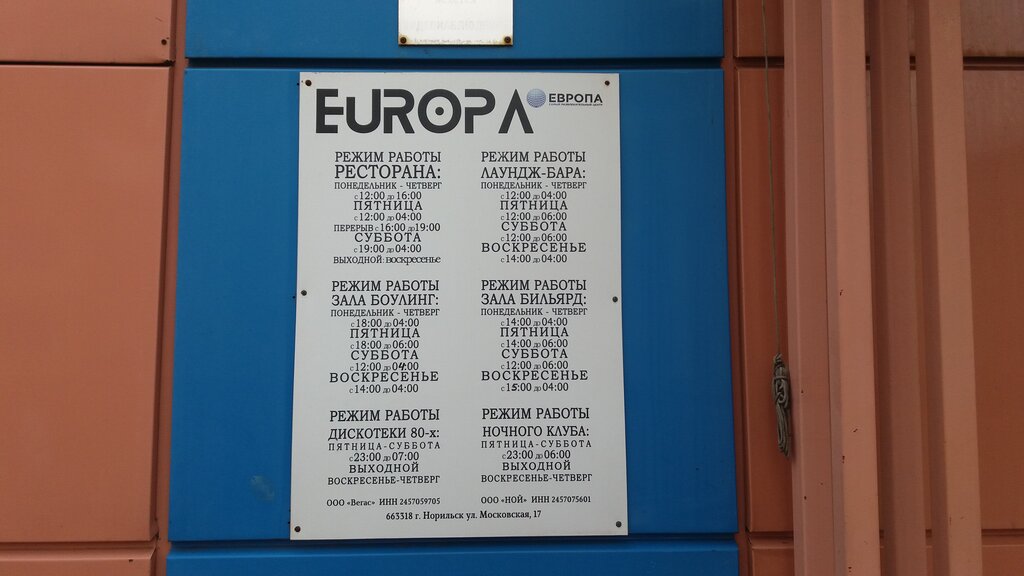 EUROPA
ЕВРОПА
РЕЖИМ РАБОТЫ
РЕСТОРАНА:
ПОНЕДЕЛЬНИК - ЧЕТВЕРГ
с 12:00 до 16:00
ПЯТНИЦА
с 12:00 до 04:00
ПЕРЕРЫВ с 16:00 до 19:00
СУББОТА
с 19:00 до 04:00
ВЫХОДНОЙ: воскресенье
РЕЖИМ РАБОТЫ
ЛАУНДЖ-БАРА:
ПОНЕДЕЛЬНИК - ЧЕТВЕРГ
с 12:00 до 04:00
ПЯТНИЦА
с 12:00 до 06:00
СУББОТА
с 12:00 до 06:00
ВОСКРЕСЕНЬЕ
с 14:00 до 04:00
РЕЖИМ РАБОТЫ
ЗАЛА БОУЛИНГ:
ПОНЕДЕЛЬНИК - ЧЕТВЕРГ
с 18:00 до 04:00
ПЯТНИЦА
с 18:00 до 06:00
СУББОТА
с 12:00 до 04:00
ВОСКРЕСЕНЬЕ
с 14:00 до 04:00
РЕЖИМ РАБОТЫ
ЗАЛА БИЛЬЯРД:
ПОНЕДЕЛЬНИК - ЧЕТВЕРГ
с 14:00 до 04:00
ПЯТНИЦА
с 14:00 до 06:00
СУББОТА
с 12:00 до 06:00
ВОСКРЕСЕНЬЕ
с 15:00 до 04:00
РЕЖИМ РАБОТЫ
ДИСКОТЕКИ 80-х:
ПЯТНИЦА-СУББОТА
с 23:00 до 07:00
ВЫХОДНОЙ
ВОСКРЕСЕНЬЕ-ЧЕТВЕРГ
РЕЖИМ РАБОТЫ
НОЧНОГО КЛУБА:
ПЯТНИЦА-СУББОТА
с 23:00 до 06:00
ВЫХОДНОЙ
ВОСКРЕСЕНЬЕ-ЧЕТВЕРГ
ООО «Вегас» ИНН 2457059705
ООО «НОЙ» ИНН 2457075601
663318 г. Норильск ул. Московская, 17